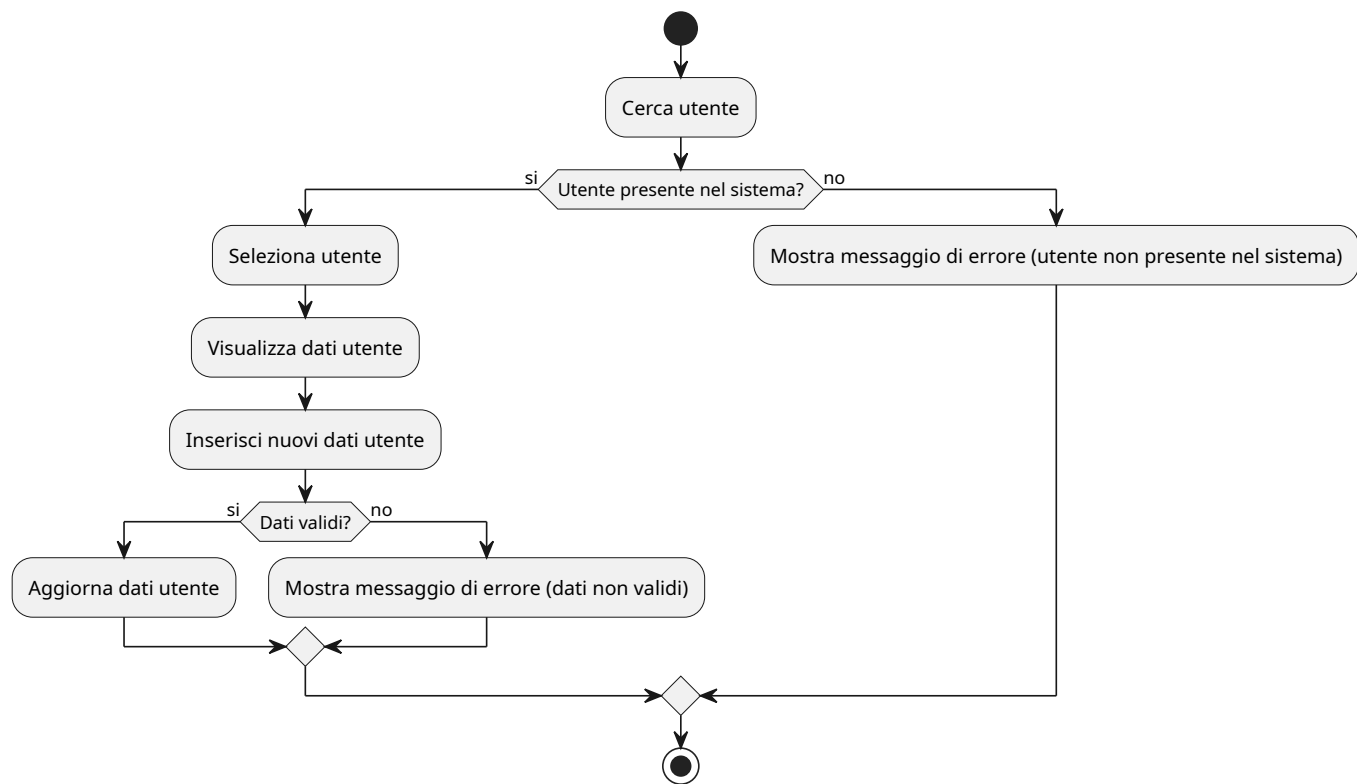 Cerca utente
si
Utente presente nel sistema?
no
Seleziona utente
Mostra messaggio di errore (utente non presente nel sistema)
Visualizza dati utente
Inserisci nuovi dati utente
si
Dati validi?
no
Aggiorna dati utente
Mostra messaggio di errore (dati non validi)